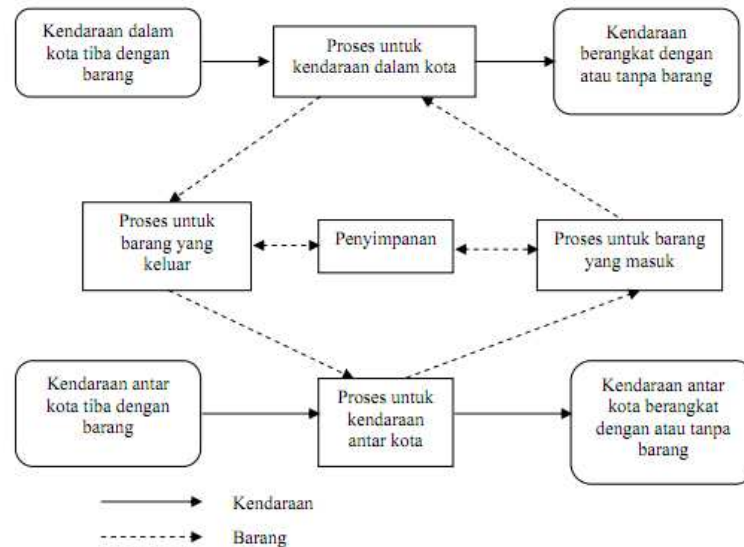 Kendaraan dalam
kota tiba dengan
barang
Proses untuk
kendaraan dalam kota
Kendaraan
berangkat dengan
atau tanpa barang
Proses untuk
barang yang
keluar
Penyimpanan
Proses untuk barang
yang masuk
Kendaraan antar
kota tiba dengan
barang
Proses untuk
kendaraan
antar kota
Kendaraan antar
kota berangkat
dengan atau tanpa
barang
Kendaraan
Barang